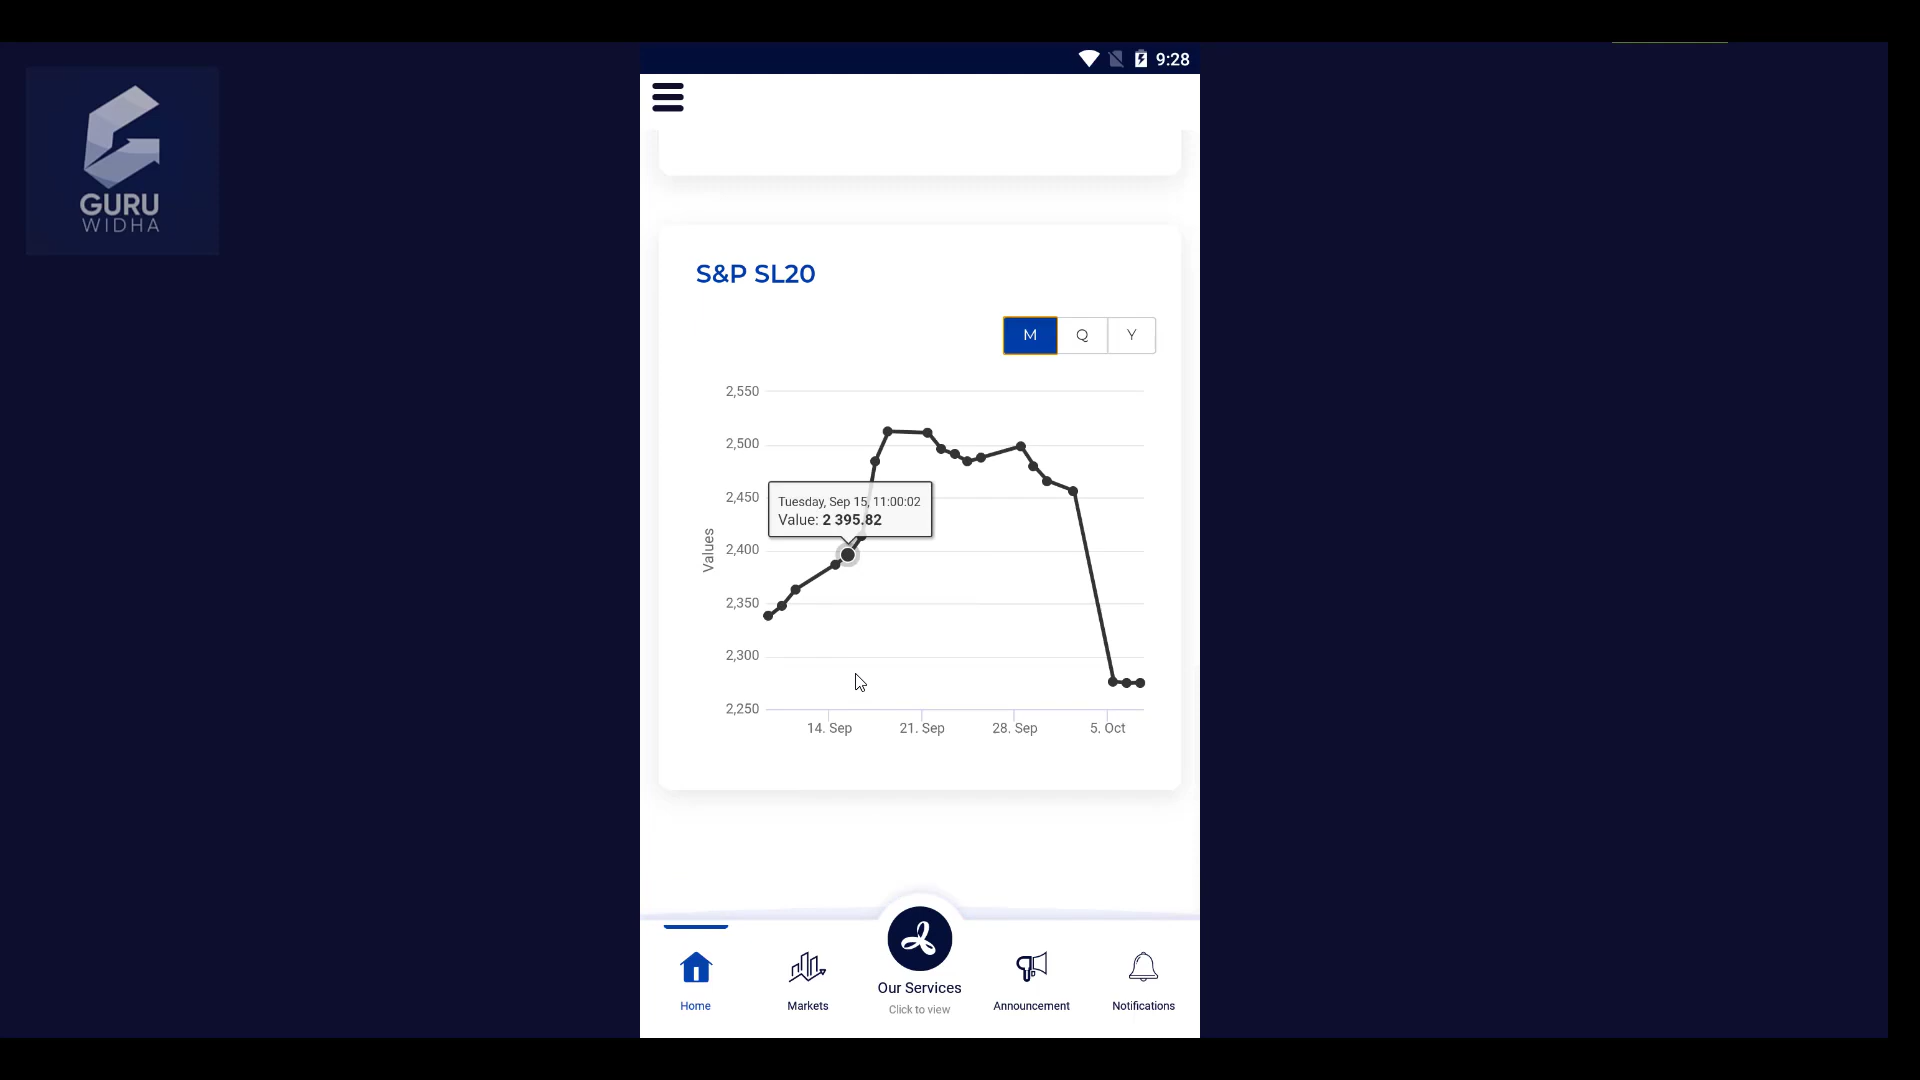 9:28
GURU
WIDHA
S&P SL20
M
Q
Y
2,550
2,500
2,450
2,400
2,350
2,300
2,250
Values
Tuesday, Sep 15, 11:00:02
Value: 2 395.82
14. Sep
21. Sep
28. Sep
5. Oct
Home
Markets
Our Services
Click to view
Announcement
Notifications